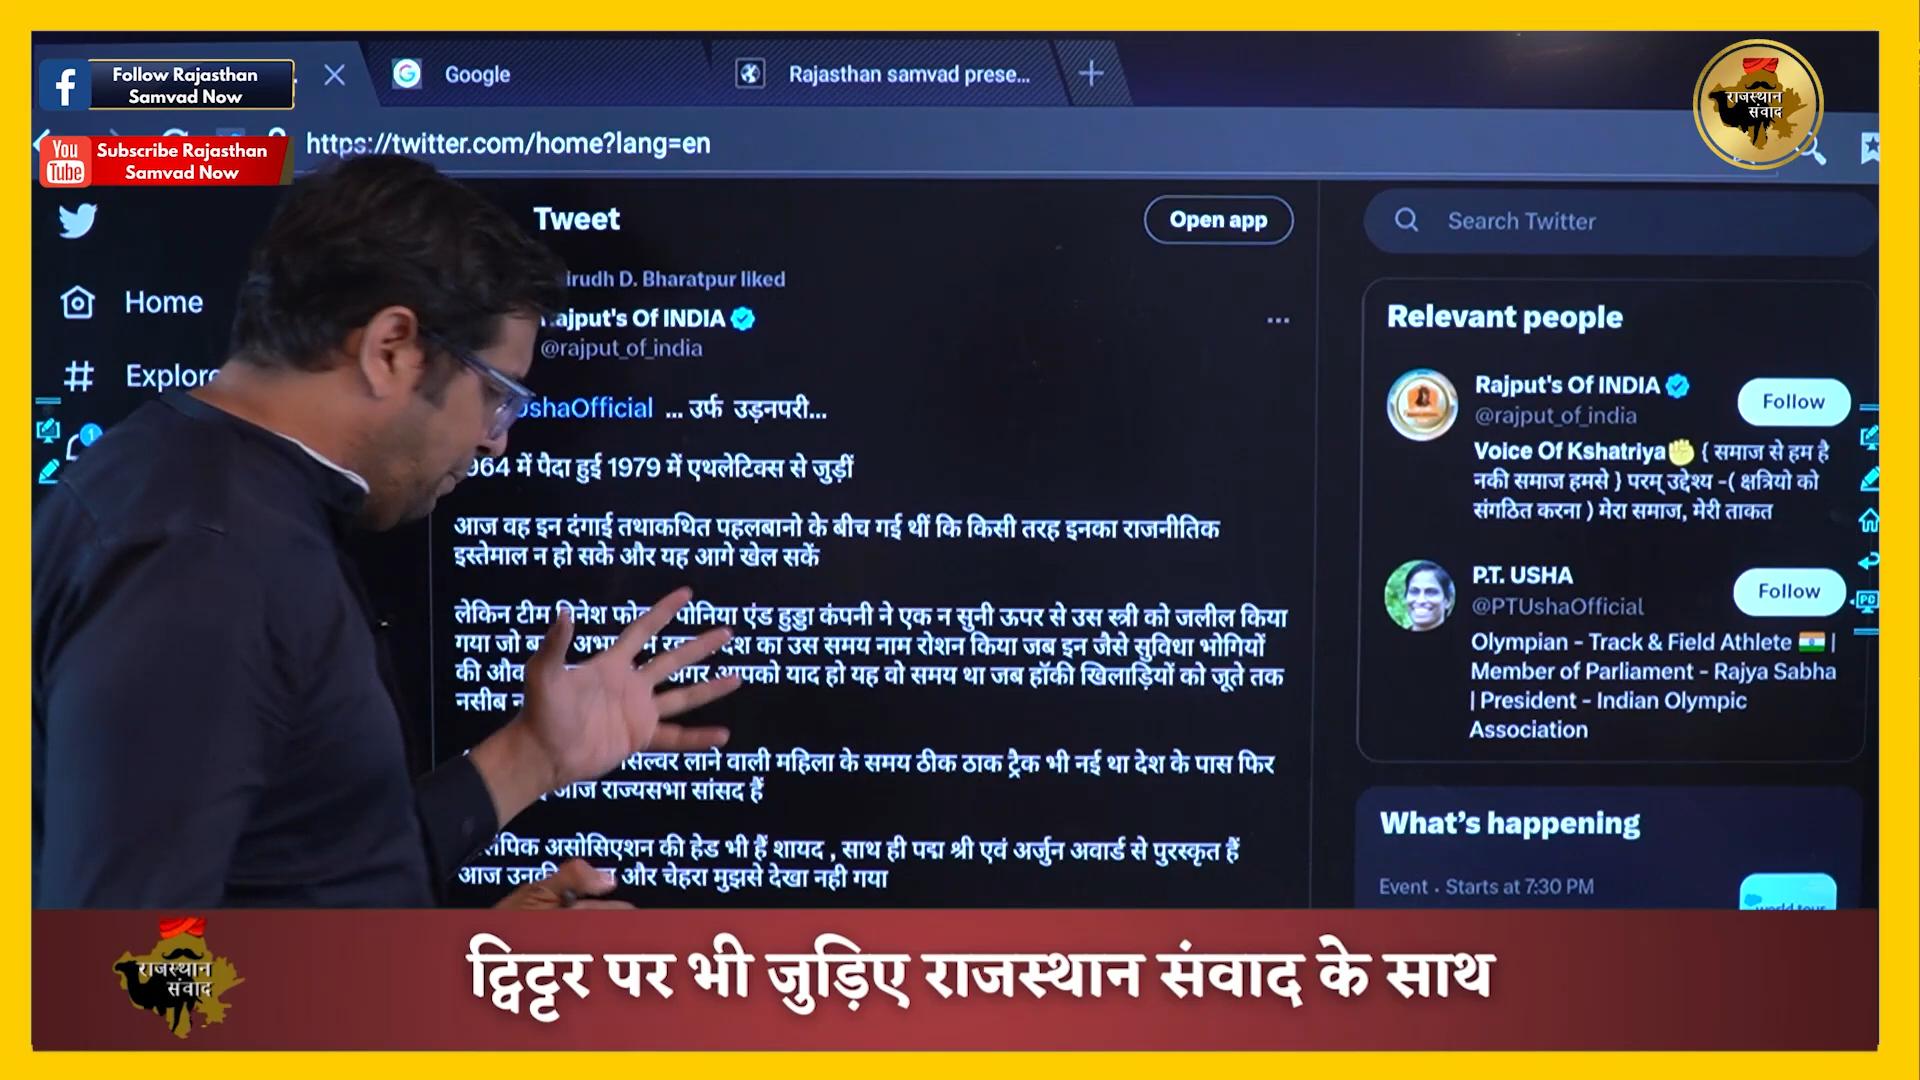 Follow Rajasthan
Samvad Now
Google
Rajasthan samvad prese...
राजस्थान
संवाद
You
Tube
Subscribe Rajasthan
Samvad Now
https://twitter.com/home?lang=en
Tweet
Open app
Search Twitter
Home
Explore
1
irudh D. Bharatpur liked
ajput's Of INDIA
@rajput_of_india
ushaOfficial ... उर्फ उड़नपरी...
964 में पैदा हुई 1979 में एथलेटिक्स से जुड़ीं
आज वह इन दंगाई तथाकथित पहलबानो के बीच गई थीं कि किसी तरह इनका राजनीतिक
इस्तेमाल न हो सके और यह आगे खेल सकें
लेकिन टीम पोनिया एंड हुड्डा कंपनी ने एक न सुनी ऊपर से उस स्त्री को जलील किया
गया जो का उस समय नाम रोशन किया जब इन जैसे सुविधा भोगियों
की आपको याद हो यह वो समय था जब हॉकी खिलाड़ियों को जूते तक
नसीब
सिल्वर लाने वाली महिला के समय ठीक ठाक ट्रैक भी नई था देश के पास फिर
आज राज्यसभा सांसद हैं
असोसिएशन की हेड भी हैं शायद , साथ ही पद्म श्री एवं अर्जुन अवार्ड से पुरस्कृत हैं
आज और चेहरा मुझसे देखा नही गया
Relevant people
Rajput's Of INDIA
@rajput_of_india
Follow
Voice Of Kshatriya✊ { समाज से हम है
नकी समाज हमसे } परम् उद्देश्य -( क्षत्रियो को
संगठित करना ) मेरा समाज, मेरी ताकत
P.T. USHA
@PTUshaOfficial
Follow
Olympian - Track & Field Athlete 🇮🇳 |
Member of Parliament - Rajya Sabha
| President - Indian Olympic
Association
What's happening
Event · Starts at 7:30 PM
world tour
राजस्थान
संवाद
ट्विट्टर पर भी जुड़िए राजस्थान संवाद के साथ